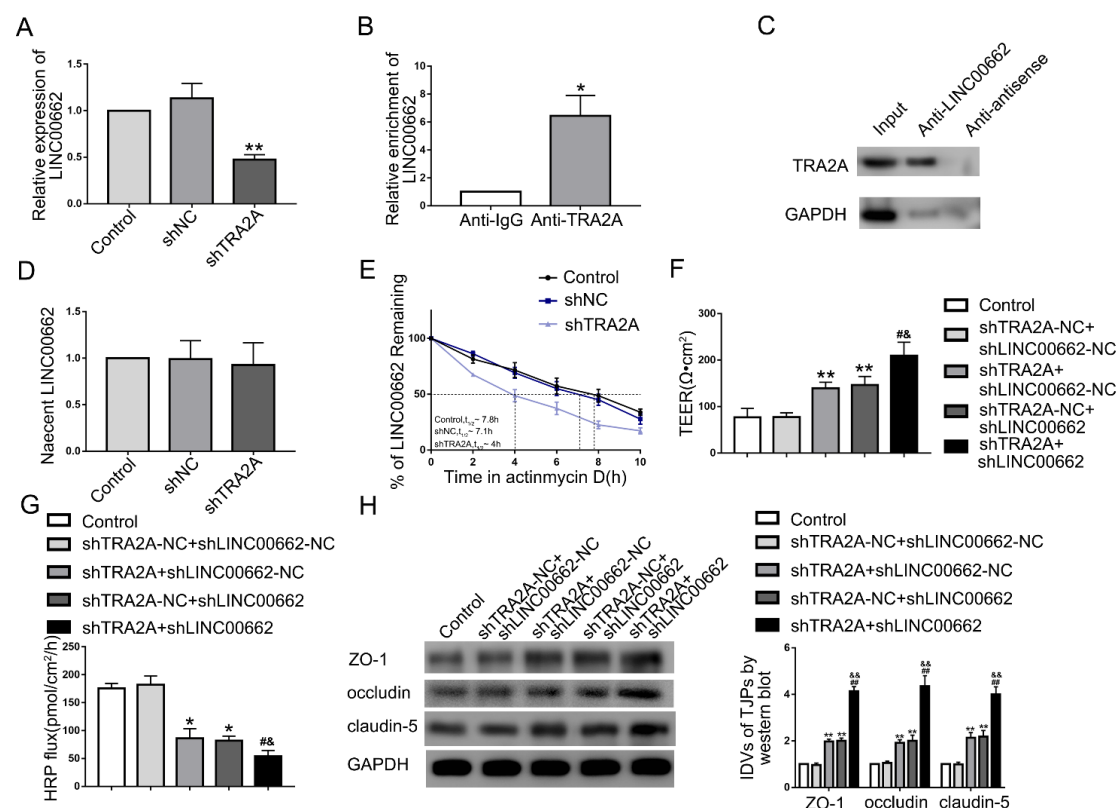 A
Relative expression of
LINC00662
1.5
1.0
0.5
0.0
**
Control
shNC
shTRA2A
B
Relative enrichment of
LINC00662
10
8
6
4
2
0
*
Anti-IgG Anti-TRA2A
C
Input
Anti-LINC00662
Anti-antisense
TRA2A
GAPDH
D
Naecent LINC00662
1.5
1.0
0.5
0.0
Control
shNC
shTRA2A
E
Control
shNC
shTRA2A
% of LINC00662 Remaining
100
50
0
Control,t1/2~ 7.8h
shNC,t1/2~ 7.1h
shTRA2A,t1/2~ 4h
0 2 4 6 8 10
Time in actinmycin D(h)
F
TEER(Ω•cm²)
300
200
100
0
**
**
#&
Control
shTRA2A-NC+
shLINC00662-NC
shTRA2A+
shLINC00662-NC
shTRA2A-NC+
shLINC00662
shTRA2A+
shLINC00662
G
Control
shTRA2A-NC+shLINC00662-NC
shTRA2A+shLINC00662-NC
shTRA2A-NC+shLINC00662
shTRA2A+shLINC00662
HRP flux(pmol/cm²/h)
250
200
150
100
50
0
*
*
#&
H
Control
shTRA2A-NC+
shLINC00662-NC
shTRA2A+
shLINC00662-NC
shTRA2A-NC+
shLINC00662
shTRA2A+
shLINC00662
ZO-1
occludin
claudin-5
GAPDH
Control
shTRA2A-NC+shLINC00662-NC
shTRA2A+shLINC00662-NC
shTRA2A-NC+shLINC00662
shTRA2A+shLINC00662
IDVs of TJPs by
western blot
6
4
2
0
** **
&&
##
** **
&&
##
** **
&&
##
ZO-1 occludin claudin-5